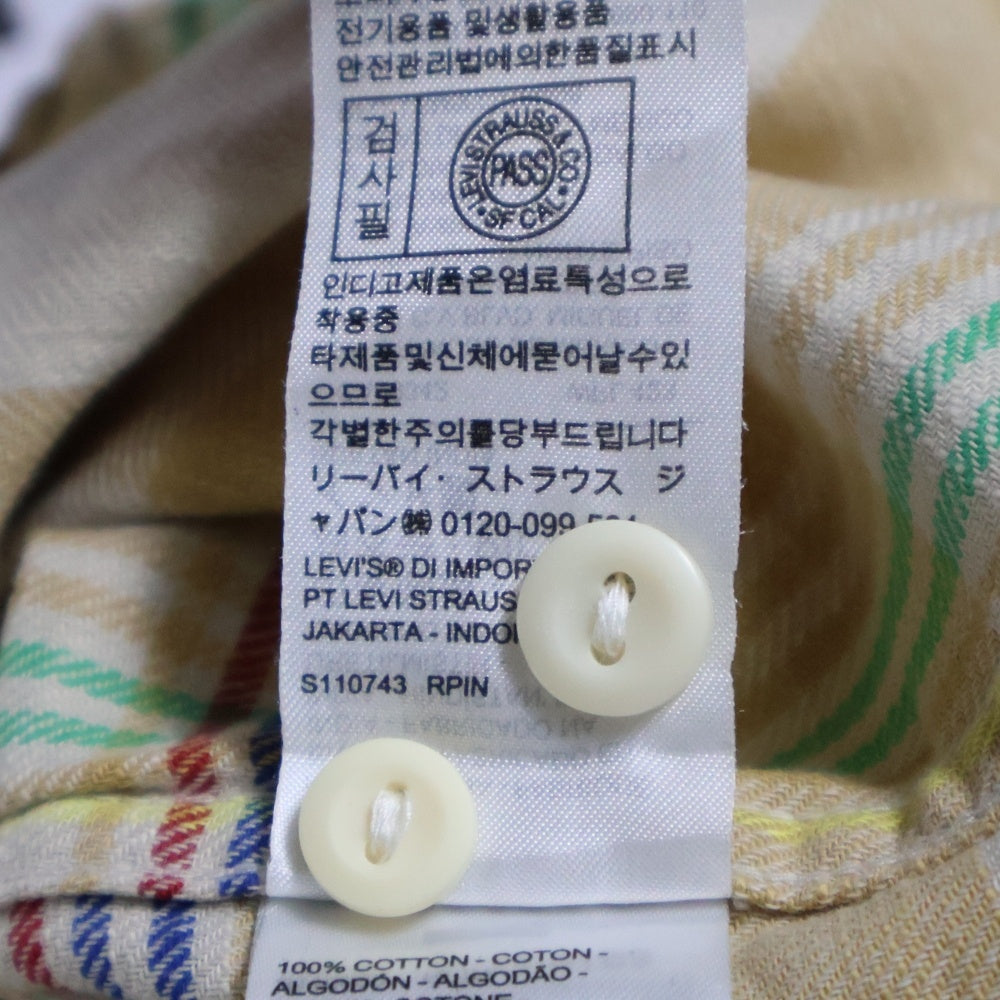 전기용품 및생활용품
안전관리법에의한품질표시
검사필
LEVI STRAUSS & CO
PASS
SF CAL
인디고제품은염료특성으로
착용중
타제품및신체에묻어날수있
으므로
각별한주의를당부드립니다
リーバイ・ストラウス ジ
ャパン㈱ 0120-099
LEVI'S® DI IMPOR
PT LEVI STRAUS
JAKARTA - INDO
S110743 RPIN
100% COTTON - COTON -
ALGODÓN - ALGODÃO -